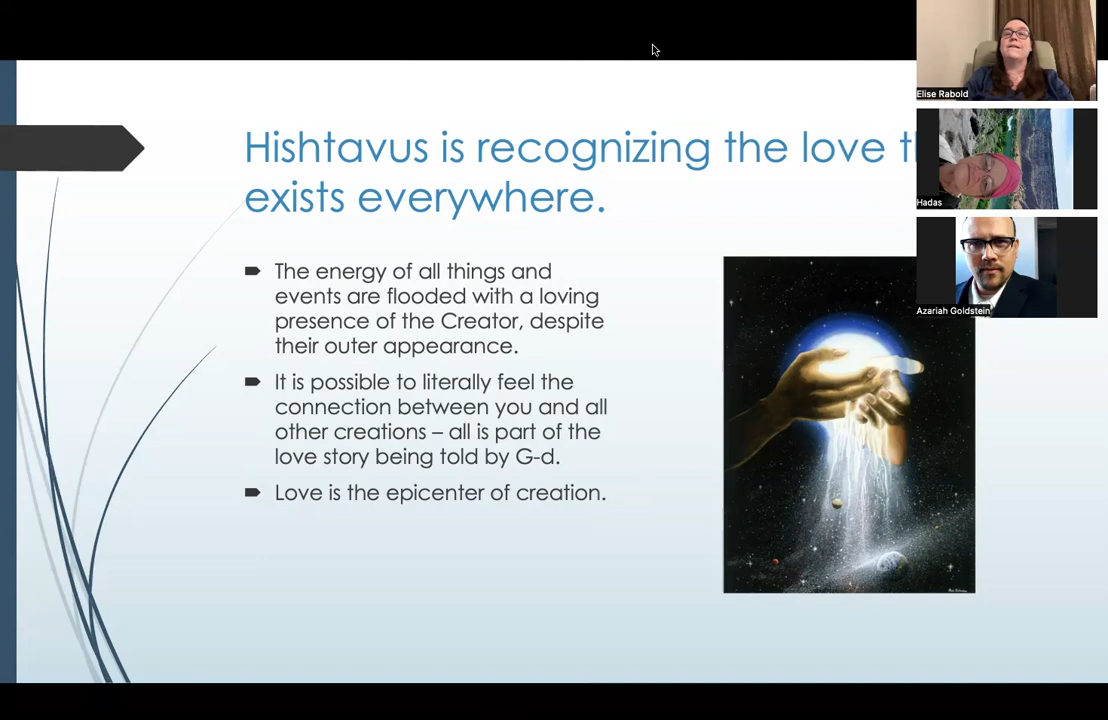 Hishtavus is recognizing the love
exists everywhere.
The energy of all things and
events are flooded with a loving
presence of the Creator, despite
their outer appearance.
It is possible to literally feel the
connection between you and all
other creations – all is part of the
love story being told by G-d.
Love is the epicenter of creation.
Elise Rabold
Hadas
Azariah Goldstein